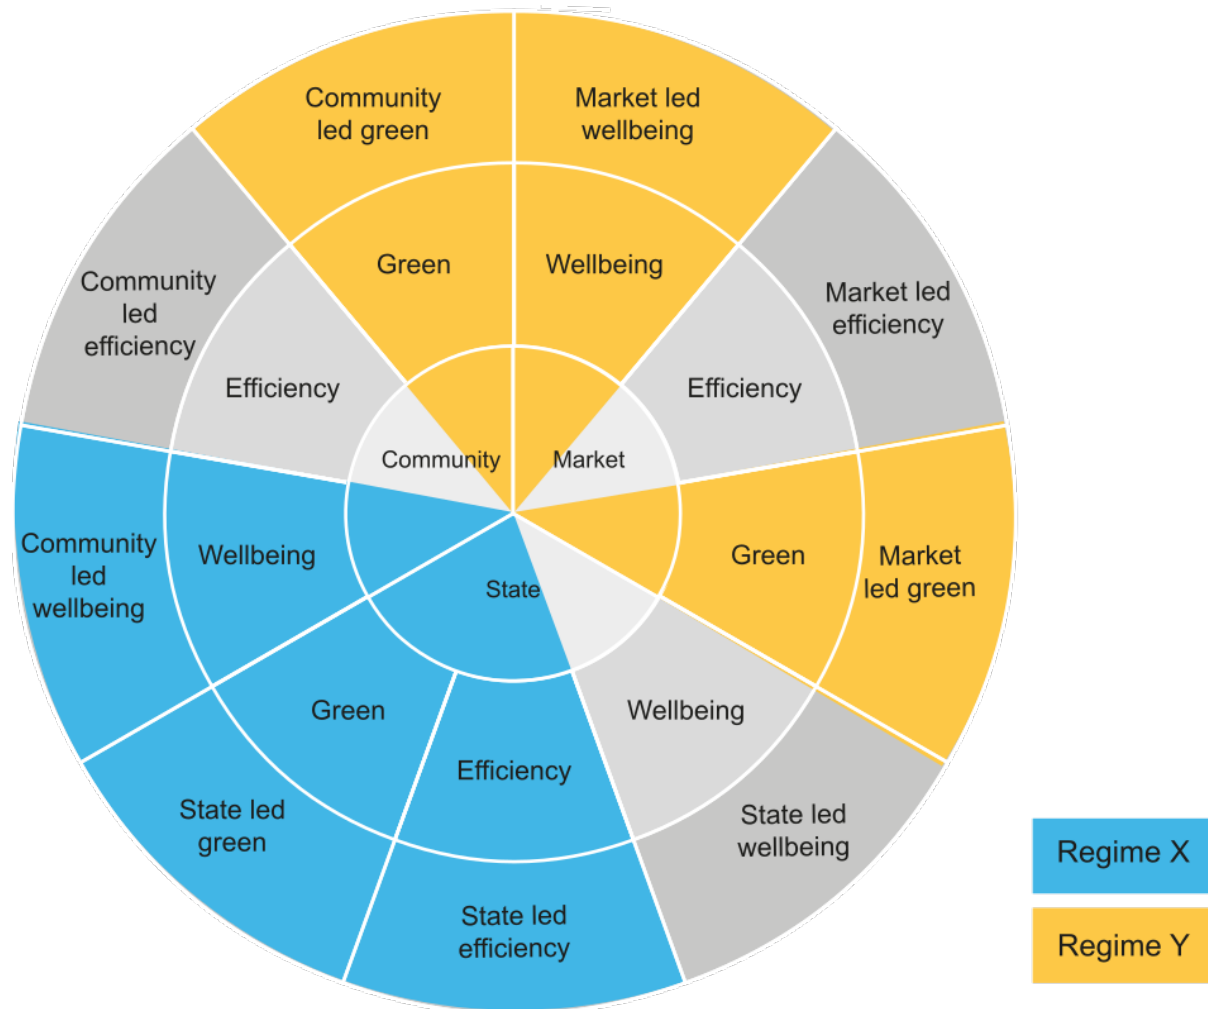 Community
led green
Market led
wellbeing
Green
Wellbeing
Community
led
efficiency
Market led
efficiency
Efficiency
Efficiency
Community
Market
Community
led
wellbeing
Wellbeing
State
Green
Market
led green
Green
Wellbeing
Efficiency
State led
green
State led
wellbeing
State led
efficiency
Regime X
Regime Y